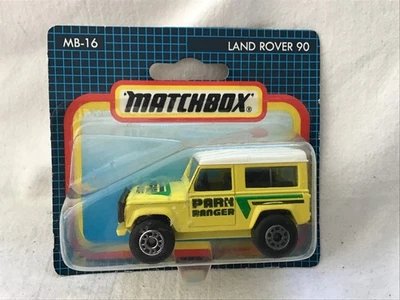 MB-16
LAND ROVER 90
MATCHBOX®
PARK
RANGER